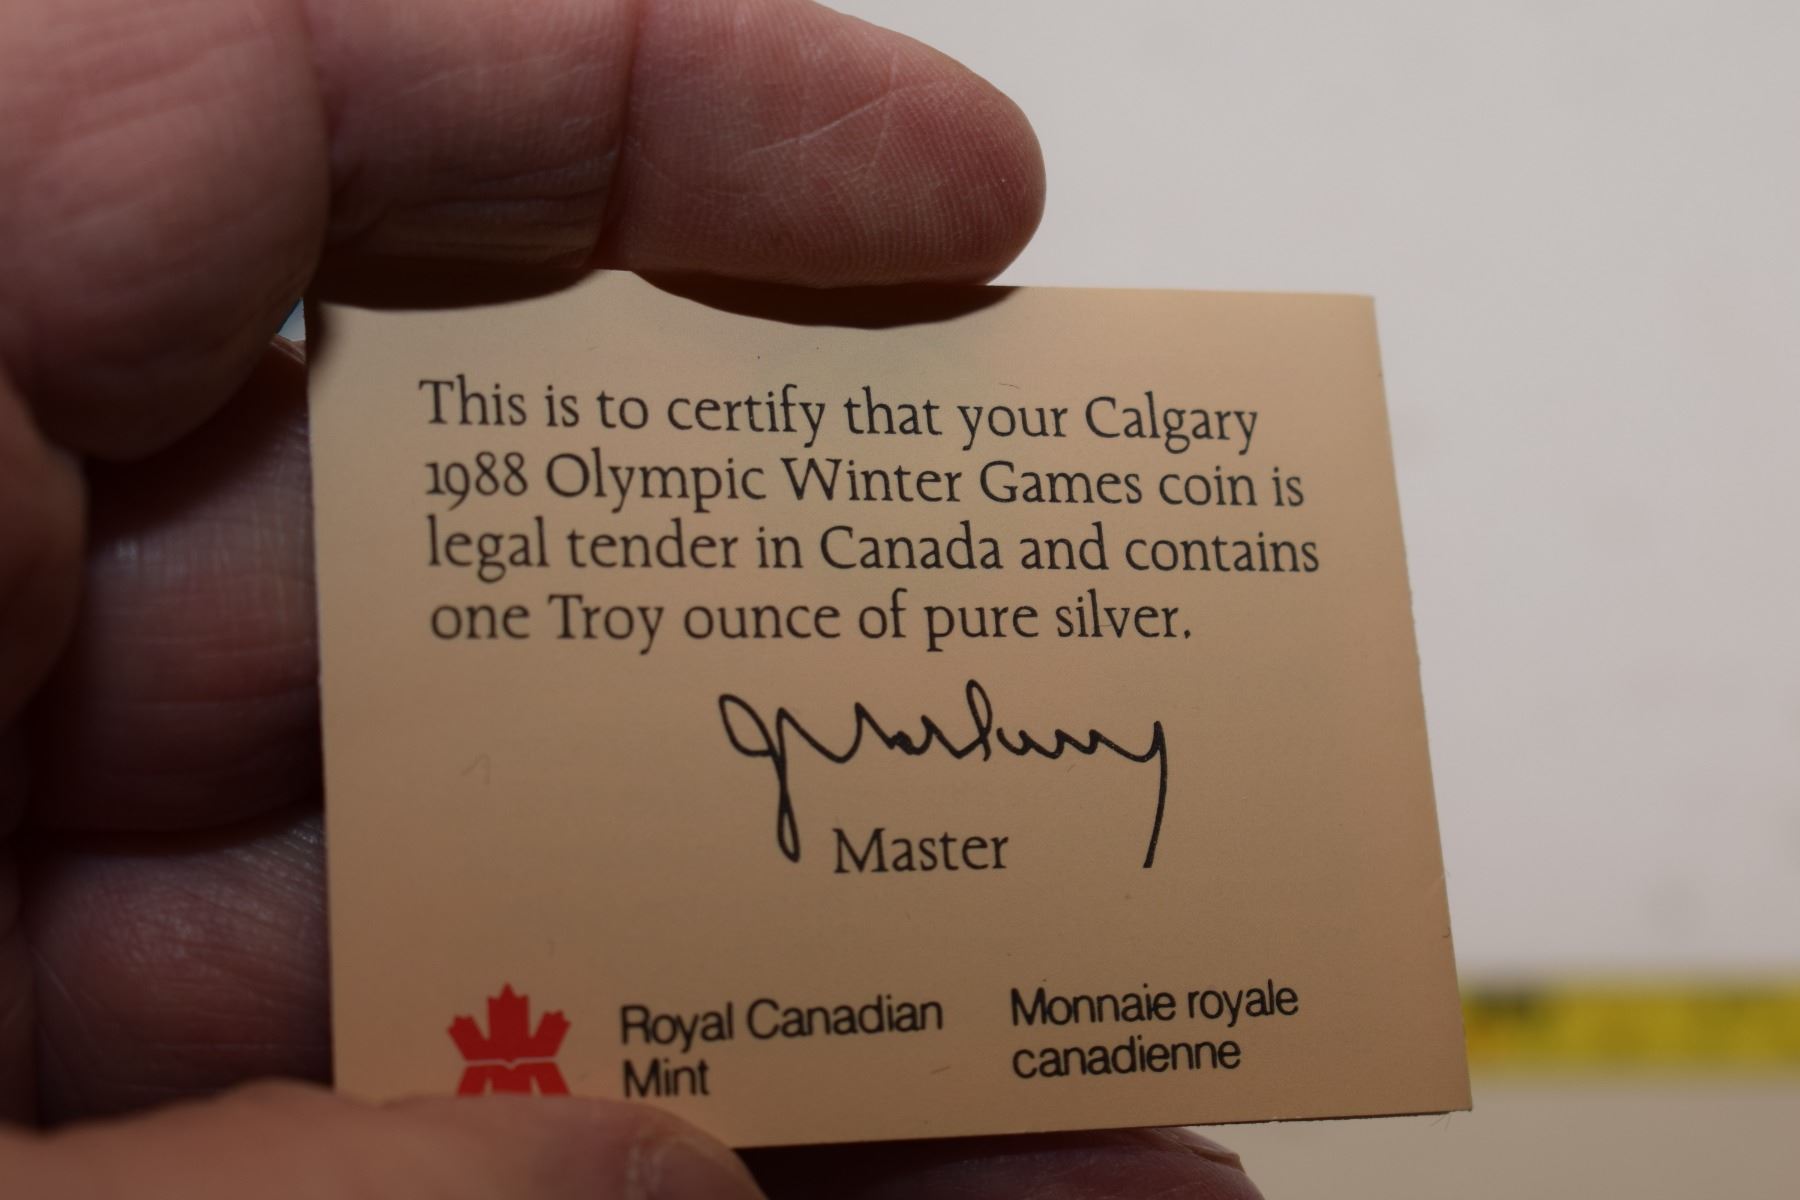 This is to certify that your Calgary
1988 Olympic Winter Games coin is
legal tender in Canada and contains
one Troy ounce of pure silver.
Master
Royal Canadian
Mint
Monnaie royale
canadienne